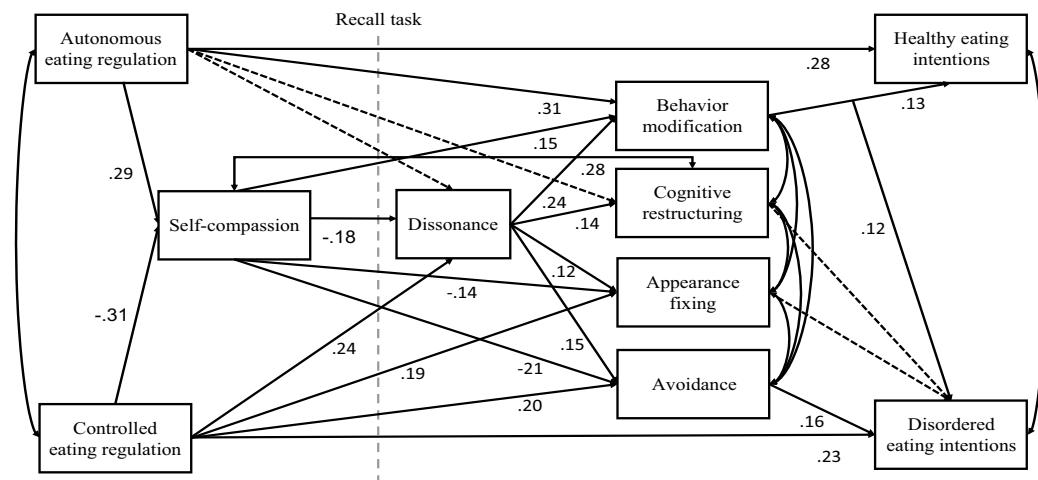 Recall task
Autonomous
eating regulation
Healthy eating
intentions
.28
.31
Behavior
modification
.13
.15
.29
.28
Cognitive
restructuring
.24
.14
Self-compassion
Dissonance
-.18
.12
.12
Appearance
fixing
-.14
-.31
.24
.15
.19
-21
Avoidance
.20
.16
Controlled
eating regulation
Disordered
eating intentions
.23